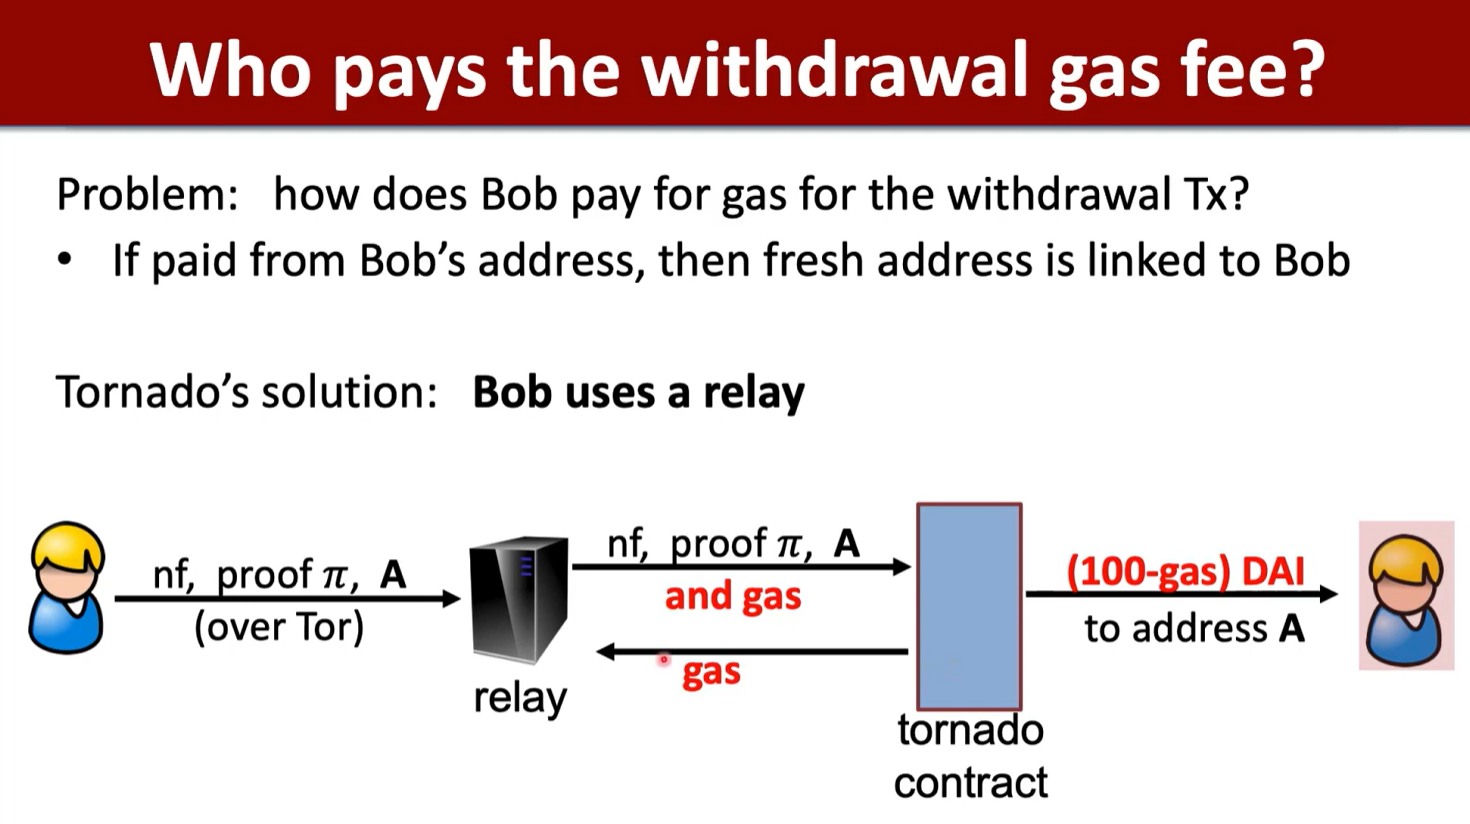 Who pays the withdrawal gas fee?
Problem: how does Bob pay for gas for the withdrawal Tx?
• If paid from Bob's address, then fresh address is linked to Bob
Tornado's solution: Bob uses a relay
nf, proof π, A
(over Tor)
relay
nf, proof π, A
and gas
gas
tornado
contract
(100-gas) DAI
to address A